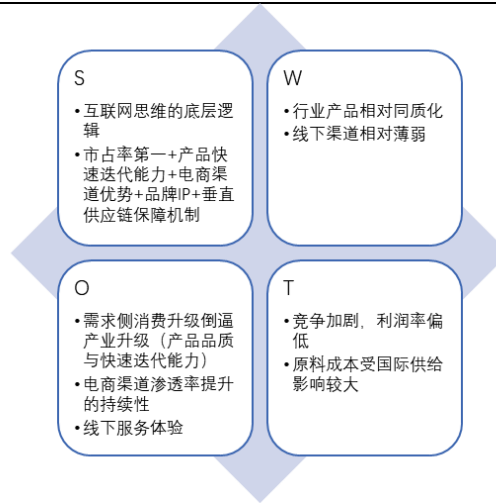 S
•互联网思维的底层逻
辑
•市占率第一+产品快
速迭代能力+电商渠
道优势+品牌IP+垂直
供应链保障机制
W
•行业产品相对同质化
•线下渠道相对薄弱
O
•需求侧消费升级倒逼
产业升级（产品品质
与快速迭代能力）
•电商渠道渗透率提升
的持续性
•线下服务体验
T
•竞争加剧，利润率偏
低
•原料成本受国际供给
影响较大